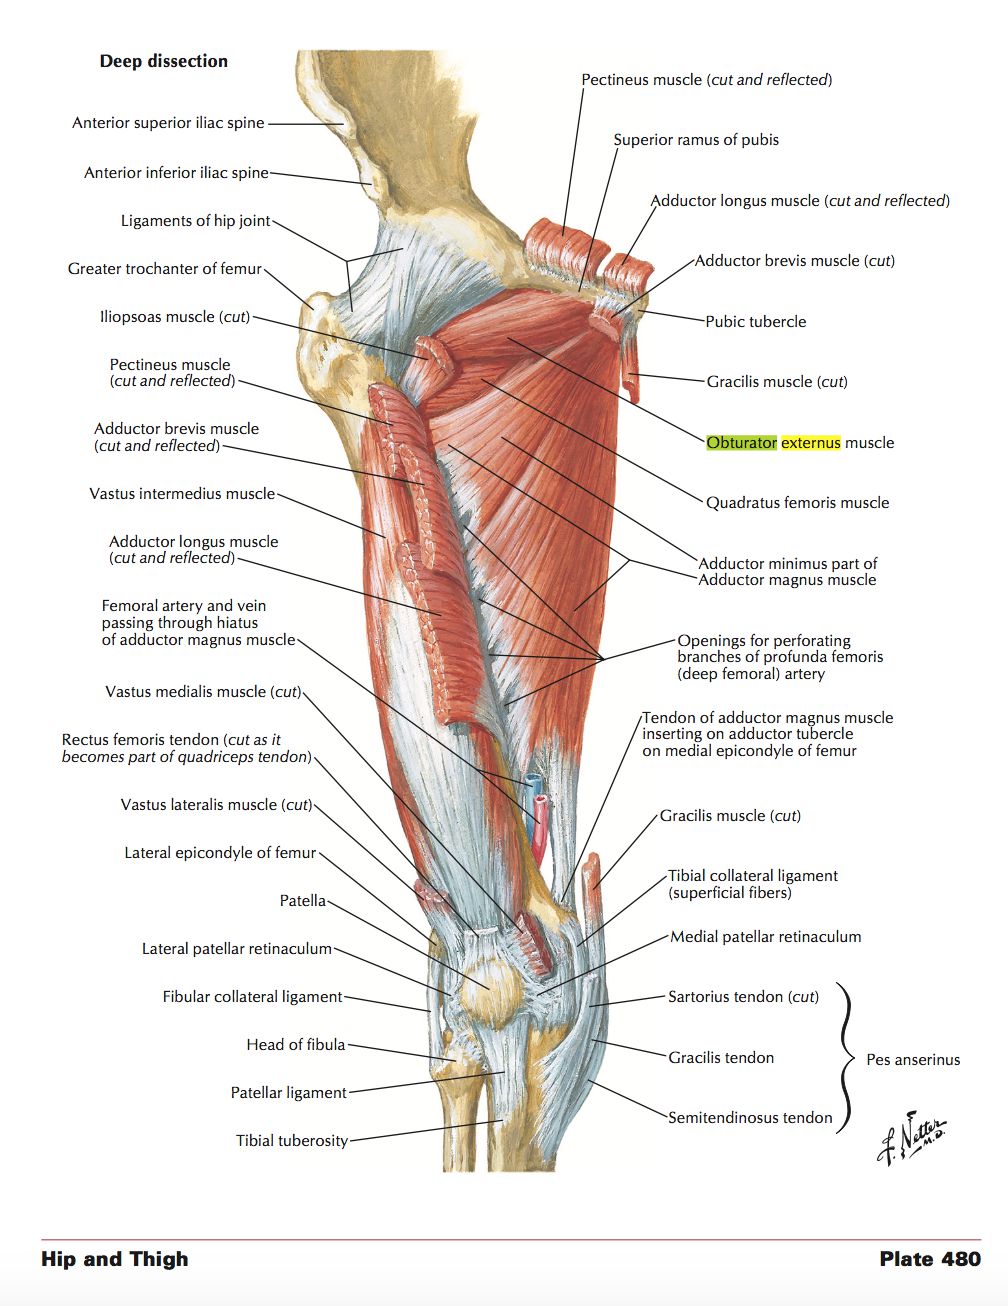 Deep dissection
Anterior superior iliac spine
Anterior inferior iliac spine
Ligaments of hip joint
Greater trochanter of femur
Iliopsoas muscle (cut)
Pectineus muscle
(cut and reflected)
Adductor brevis muscle
(cut and reflected)
Vastus intermedius muscle
Adductor longus muscle
(cut and reflected)
Femoral artery and vein
passing through hiatus
of adductor magnus muscle
Vastus medialis muscle (cut)
Rectus femoris tendon (cut as it
becomes part of quadriceps tendon)
Vastus lateralis muscle (cut)
Lateral epicondyle of femur
Patella
Lateral patellar retinaculum
Fibular collateral ligament
Head of fibula
Patellar ligament
Tibial tuberosity
Pectineus muscle (cut and reflected)
Superior ramus of pubis
Adductor longus muscle (cut and reflected)
Adductor brevis muscle (cut)
Pubic tubercle
Gracilis muscle (cut)
Obturator externus muscle
Quadratus femoris muscle
Adductor minimus part of
Adductor magnus muscle
Openings for perforating
branches of profunda femoris
(deep femoral) artery
Tendon of adductor magnus muscle
inserting on adductor tubercle
on medial epicondyle of femur
Gracilis muscle (cut)
Tibial collateral ligament
(superficial fibers)
Medial patellar retinaculum
Sartorius tendon (cut)
Gracilis tendon
Semitendinosus tendon
Pes anserinus
F. Netter
M.D.
Hip and Thigh
Plate 480